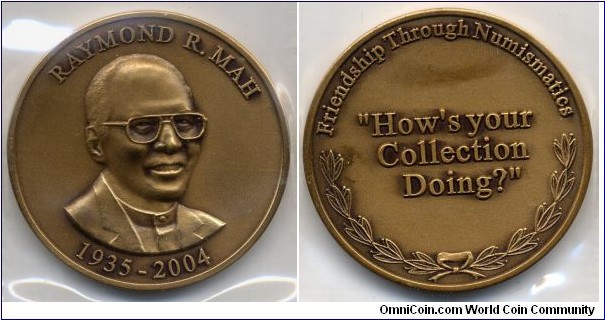 RAYMOND R. MAH
1935 - 2004
Friendship Through Numismatics
"How's your
Collection
Doing?"
OmniCoin.com World Coin Community